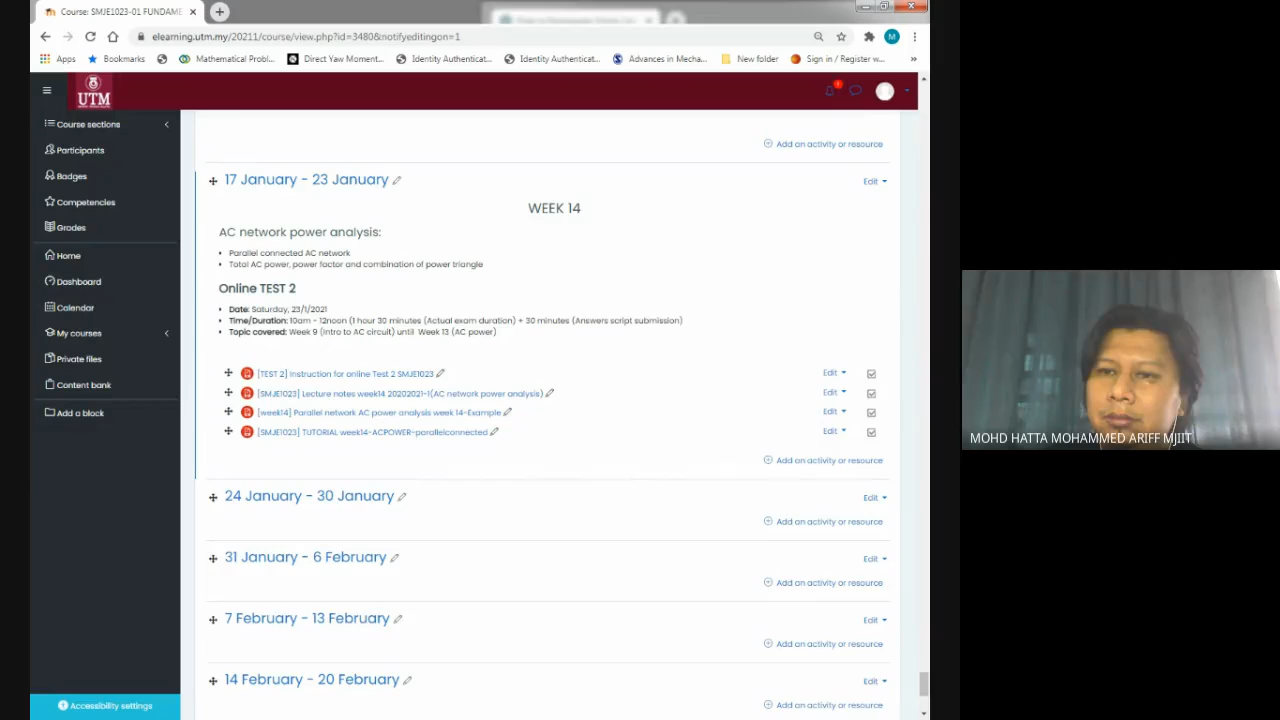 Course: SMJE1023-01 FUNDAME
elearning.utm.my/20211/course/view.php?id=3480&notifyeditingon=1
M
Apps
Bookmarks
Mathematical Probl...
Direct Yaw Moment...
Identity Authenticat...
Identity Authenticat...
Advances in Mecha...
New folder
Sign in / Register w...
UTM
Course sections
Participants
Badges
Competencies
Grades
Home
Dashboard
Calendar
My courses
Private files
Content bank
Add a block
Accessibility settings
Add an activity or resource
17 January - 23 January
Edit
WEEK 14
AC network power analysis:
Parallel connected AC network
Total AC power, power factor and combination of power triangle
Online TEST 2
Date: Saturday, 23/1/2021
Time/Duration: 10am - 12noon (1 hour 30 minutes (Actual exam duration) + 30 minutes (Answers script submission)
Topic covered: Week 9 (Intro to AC circuit) until Week 13 (AC power)
[TEST 2] Instruction for online Test 2 SMJE1023
Edit
[SMJE1023] Lecture notes week14 20202021-1(AC network power analysis)
Edit
[week14] Parallel network AC power analysis week 14-Example
Edit
[SMJE1023] TUTORIAL week14-ACPOWER-parallelconnected
Edit
Add an activity or resource
24 January - 30 January
Edit
Add an activity or resource
31 January - 6 February
Edit
Add an activity or resource
7 February - 13 February
Edit
Add an activity or resource
14 February - 20 February
Edit
Add an activity or resource
MOHD HATTA MOHAMMED ARIFF MJIIT